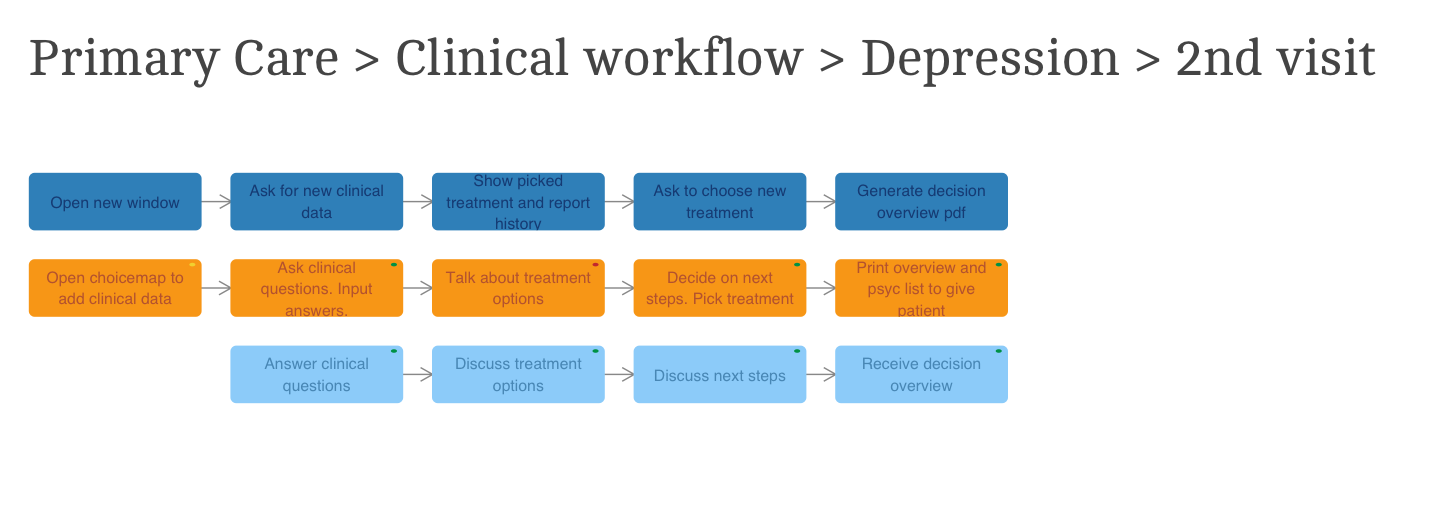 Primary Care > Clinical workflow > Depression > 2nd visit
Open new window
Ask for new clinical
data
Show picked
treatment and report
history
Ask to choose new
treatment
Generate decision
overview pdf
Open choicemap to
add clinical data
Ask clinical
questions. Input
answers.
Talk about treatment
options
Decide on next
steps. Pick treatment
Print overview and
psyc list to give
patient
Answer clinical
questions
Discuss treatment
options
Discuss next steps
Receive decision
overview